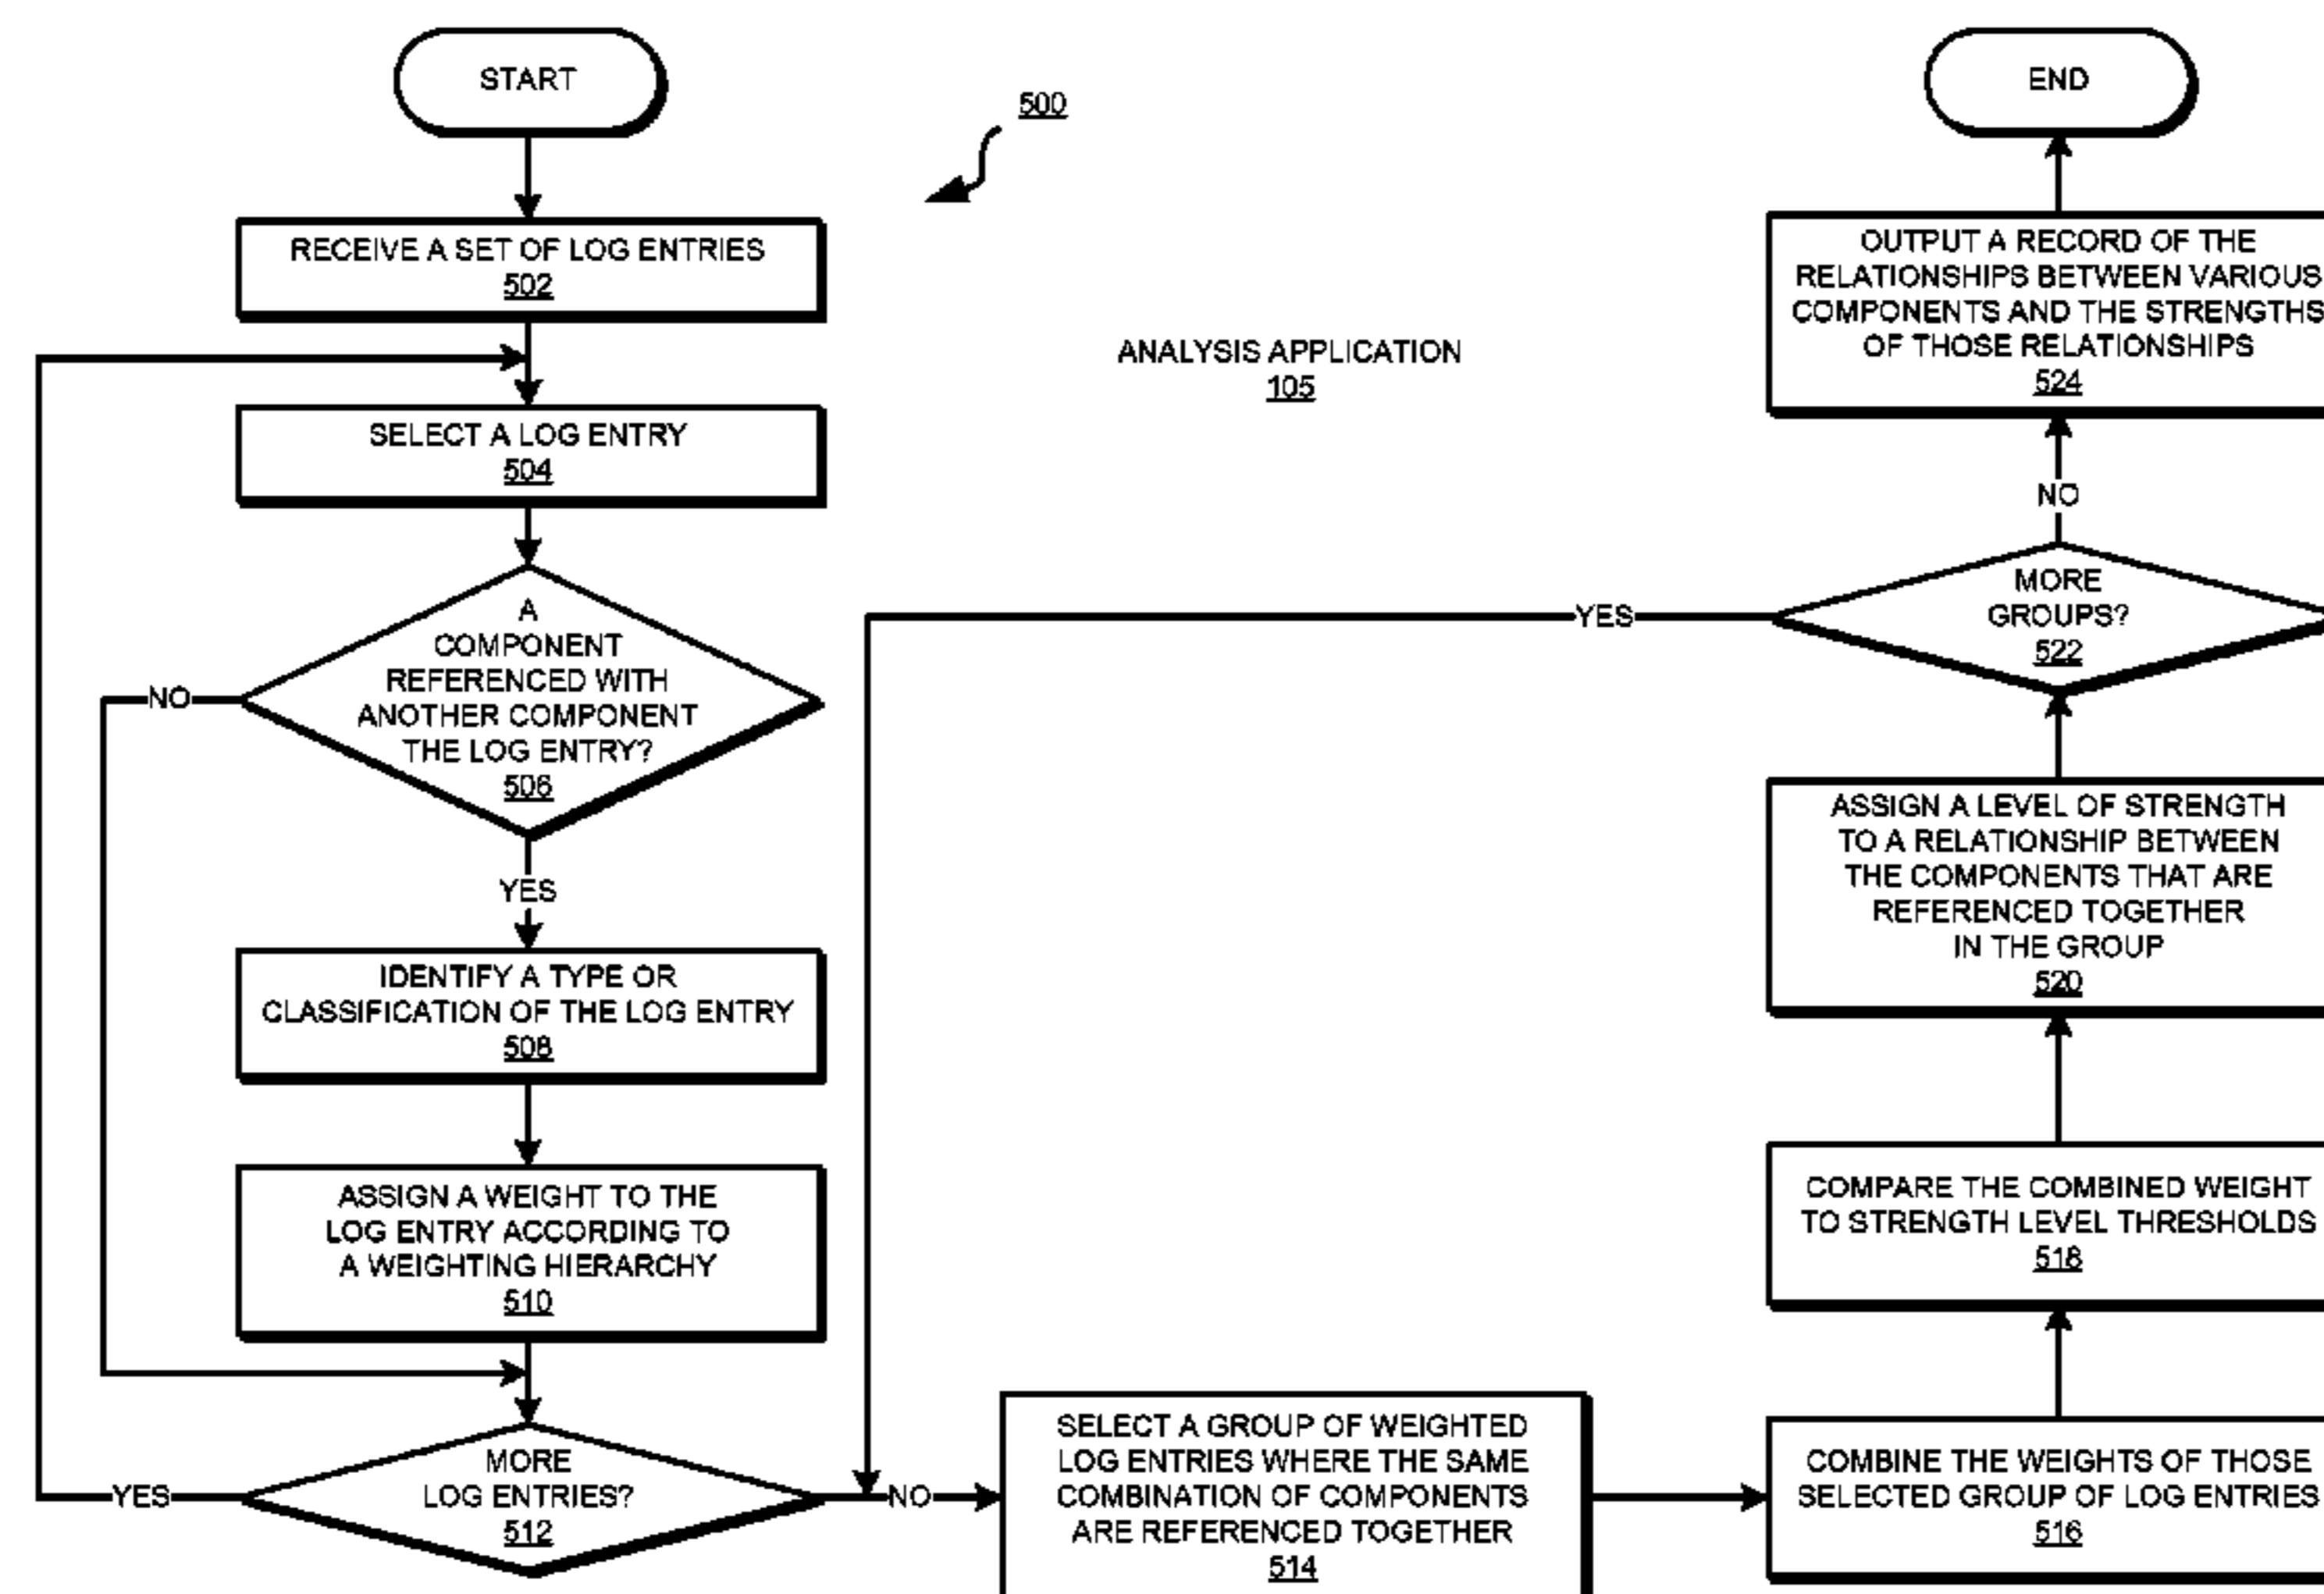 START
500
RECEIVE A SET OF LOG ENTRIES
502
SELECT A LOG ENTRY
504
A
COMPONENT
REFERENCED WITH
ANOTHER COMPONENT
THE LOG ENTRY?
506
NO
YES
IDENTIFY A TYPE OR
CLASSIFICATION OF THE LOG ENTRY
508
ASSIGN A WEIGHT TO THE
LOG ENTRY ACCORDING TO
A WEIGHTING HIERARCHY
510
MORE
LOG ENTRIES?
512
YES
NO
ANALYSIS APPLICATION
105
SELECT A GROUP OF WEIGHTED
LOG ENTRIES WHERE THE SAME
COMBINATION OF COMPONENTS
ARE REFERENCED TOGETHER
514
COMBINE THE WEIGHTS OF THOSE
SELECTED GROUP OF LOG ENTRIES
516
COMPARE THE COMBINED WEIGHT
TO STRENGTH LEVEL THRESHOLDS
518
ASSIGN A LEVEL OF STRENGTH
TO A RELATIONSHIP BETWEEN
THE COMPONENTS THAT ARE
REFERENCED TOGETHER
IN THE GROUP
520
MORE
GROUPS?
522
YES
NO
OUTPUT A RECORD OF THE
RELATIONSHIPS BETWEEN VARIOUS
COMPONENTS AND THE STRENGTHS
OF THOSE RELATIONSHIPS
524
END